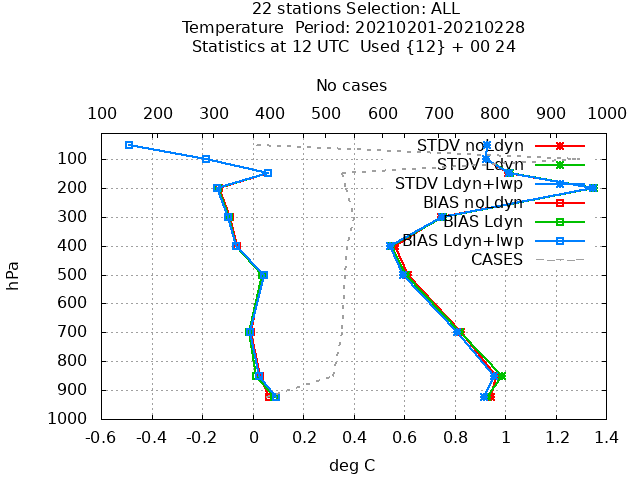 22 stations Selection: ALL
Temperature  Period: 20210201-20210228
Statistics at 12 UTC  Used {12} + 00 24
No cases
100 200 300 400 500 600 700 800 900 1000
STDV noLdyn
STDV Ldyn
STDV Ldyn+lwp
BIAS noLdyn
BIAS Ldyn
BIAS Ldyn+lwp
CASES
hPa
100
200
300
400
500
600
700
800
900
1000
-0.6 -0.4 -0.2 0 0.2 0.4 0.6 0.8 1 1.2 1.4
deg C